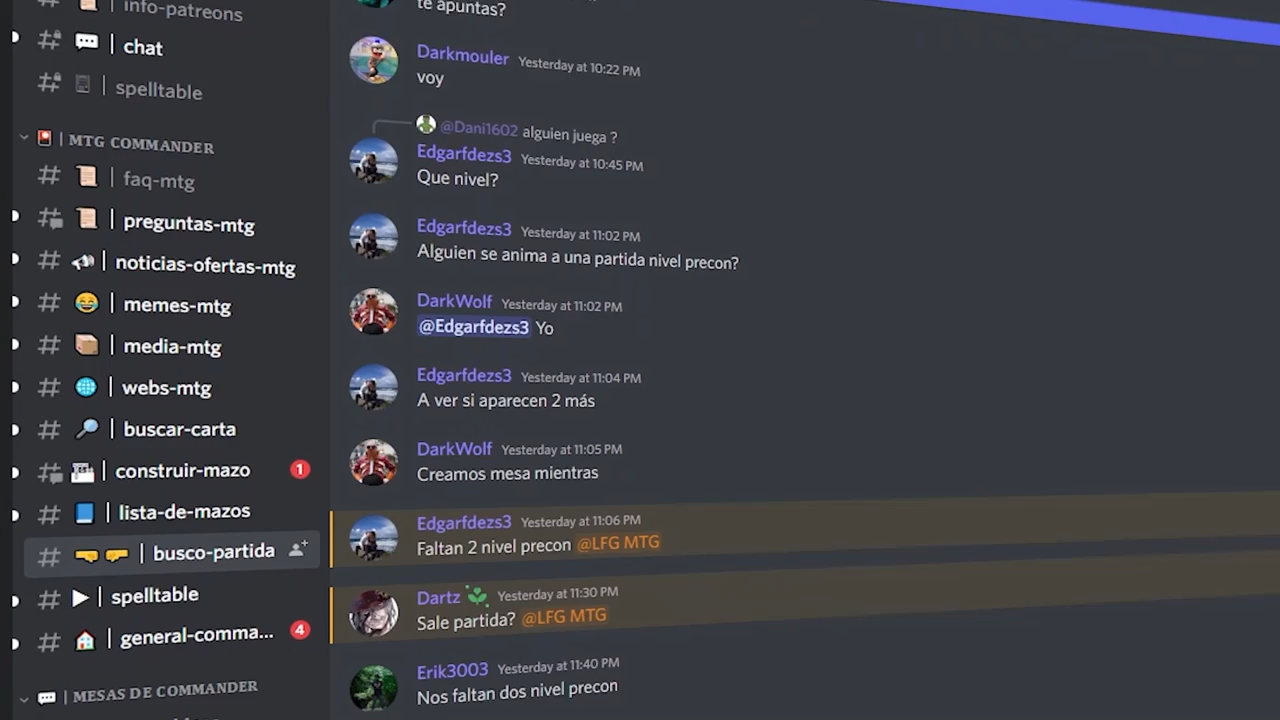 info-patreons
chat
spelltable
MTG COMMANDER
faq-mtg
preguntas-mtg
noticias-ofertas-mtg
memes-mtg
media-mtg
webs-mtg
buscar-carta
construir-mazo 1
lista-de-mazos
busco-partida
spelltable
general-comma... 4
MESAS DE COMMANDER
te apuntas?
Darkmouler Yesterday at 10:22 PM
voy
@Dani1602 alguien juega ?
Edgarfdezs3 Yesterday at 10:45 PM
Que nivel?
Edgarfdezs3 Yesterday at 11:02 PM
Alguien se anima a una partida nivel precon?
DarkWolf Yesterday at 11:02 PM
@Edgarfdezs3 Yo
Edgarfdezs3 Yesterday at 11:04 PM
A ver si aparecen 2 más
DarkWolf Yesterday at 11:05 PM
Creamos mesa mientras
Edgarfdezs3 Yesterday at 11:06 PM
Faltan 2 nivel precon @LFG MTG
Dartz Yesterday at 11:30 PM
Sale partida? @LFG MTG
Erik3003 Yesterday at 11:40 PM
Nos faltan dos nivel precon